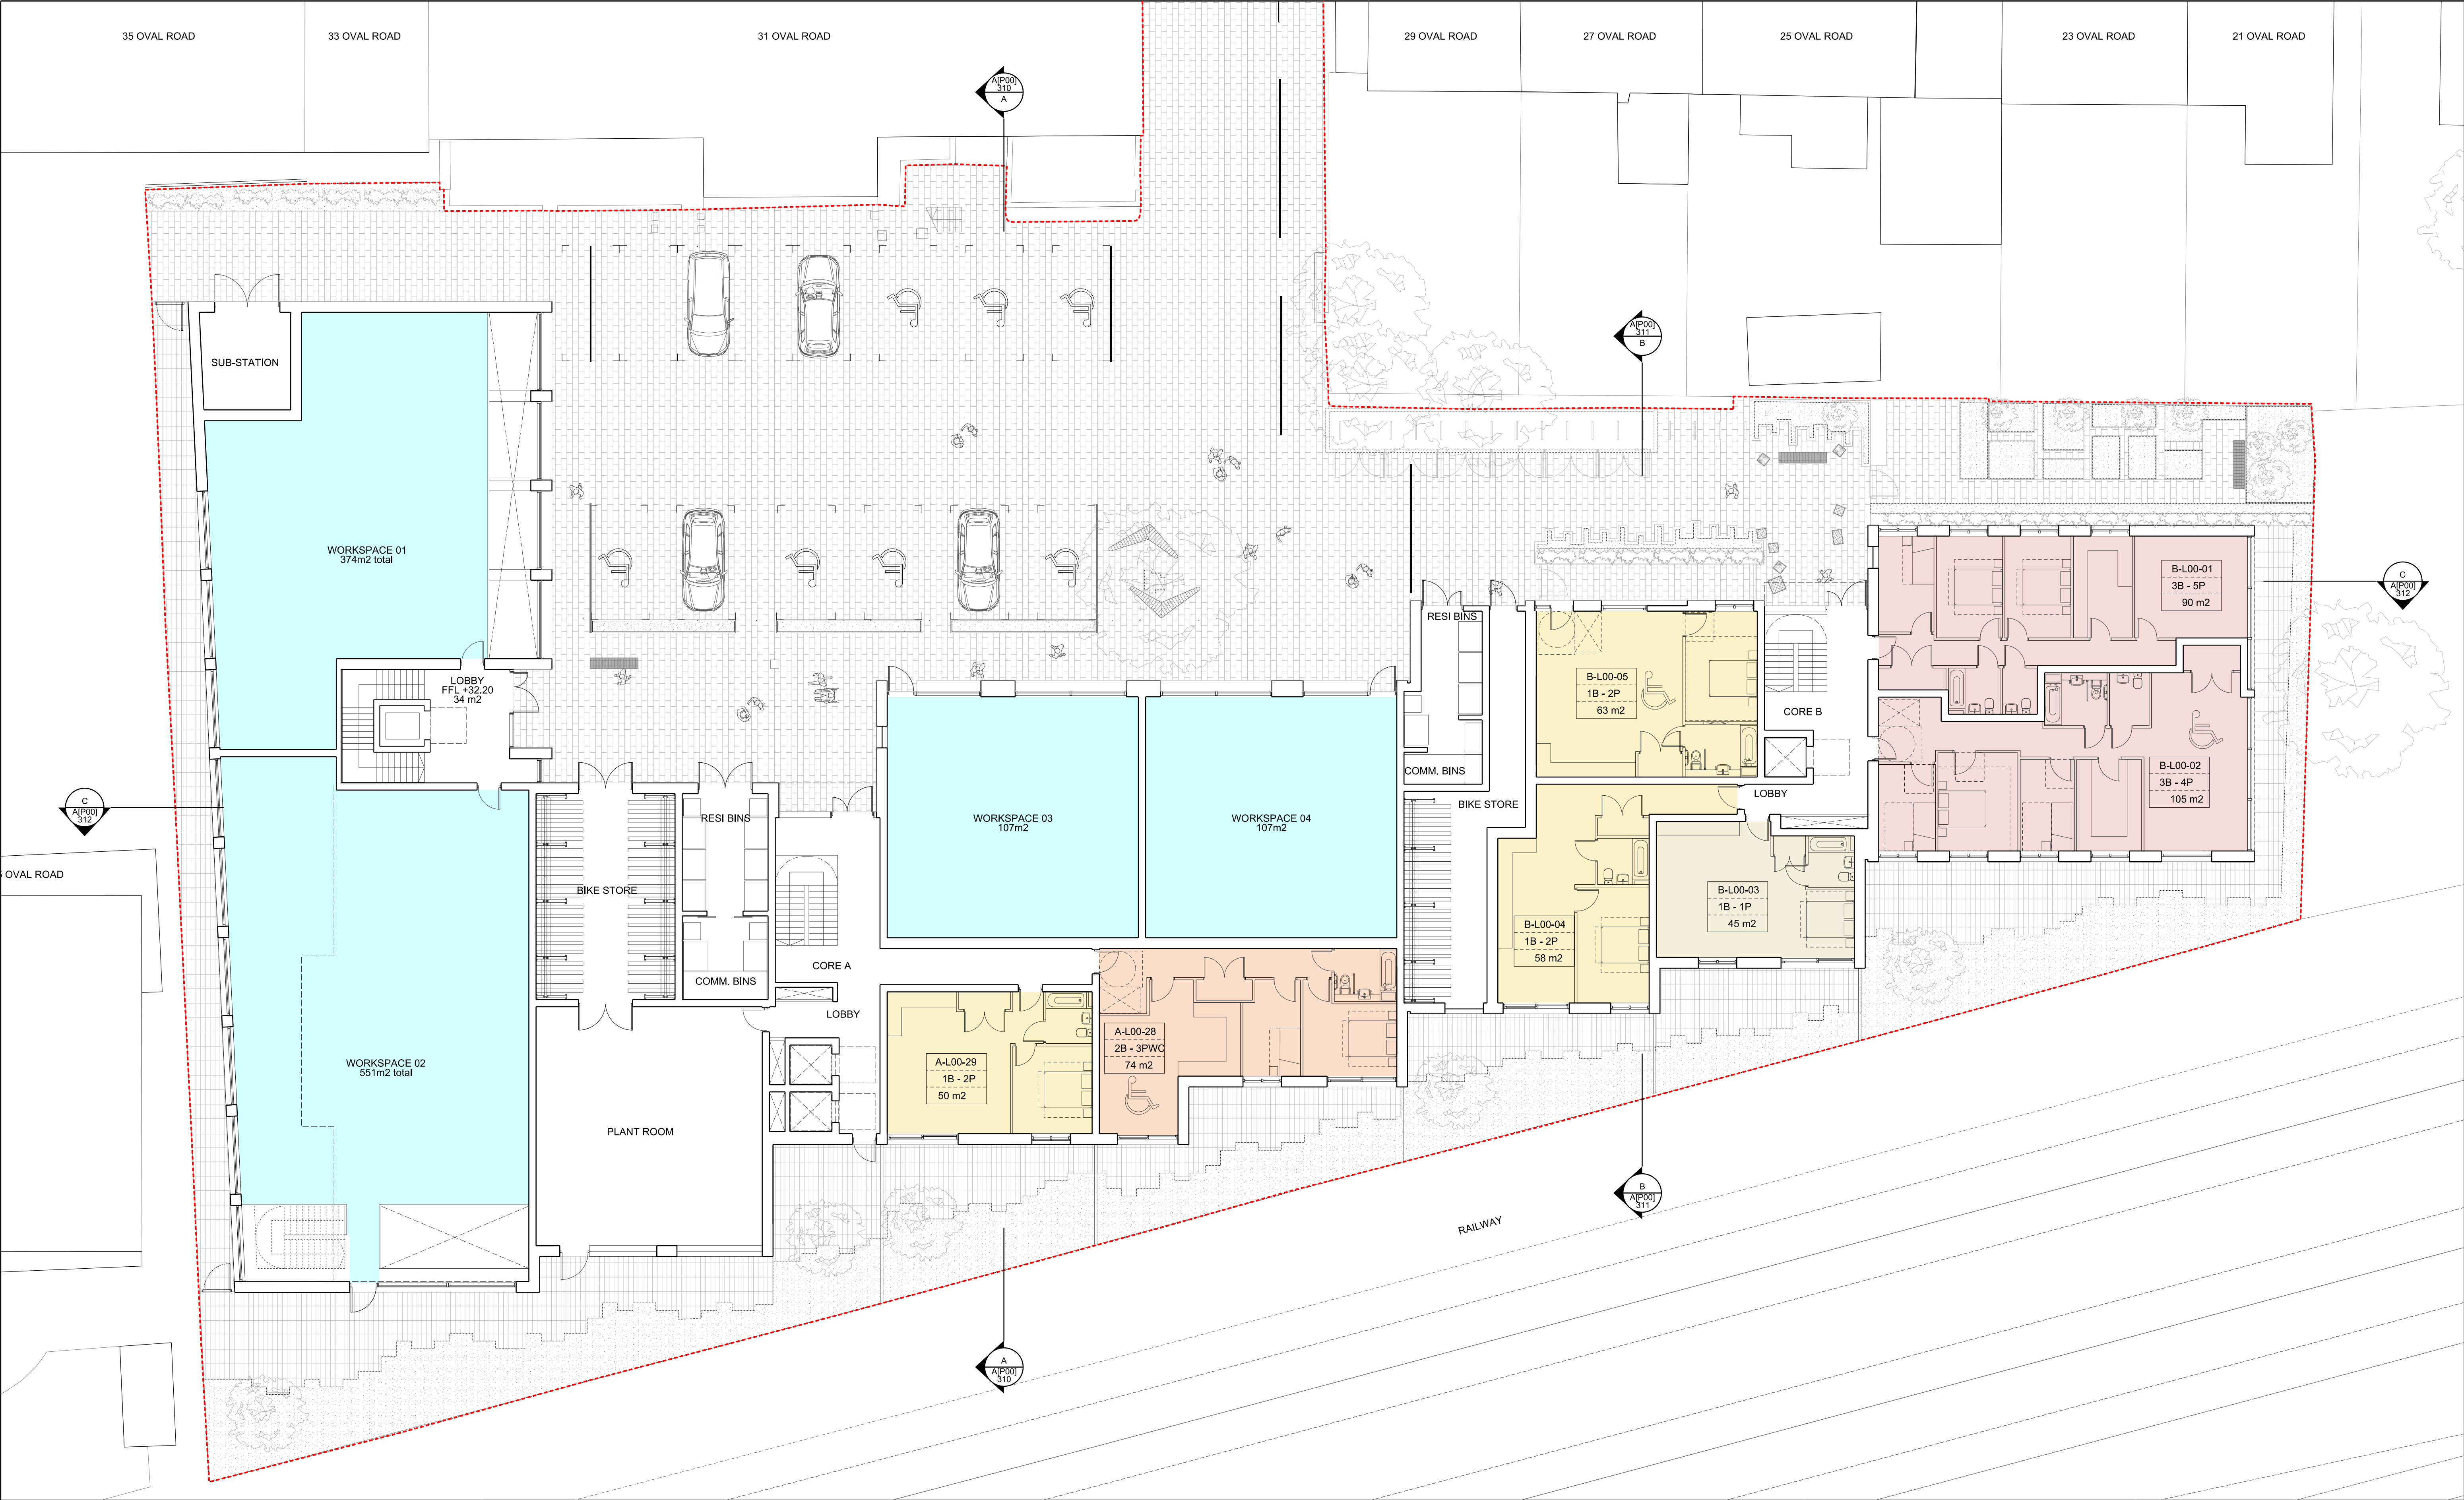 35 OVAL ROAD
33 OVAL ROAD
31 OVAL ROAD
29 OVAL ROAD
27 OVAL ROAD
25 OVAL ROAD
23 OVAL ROAD
21 OVAL ROAD
A[P00]
310
A
A[P00]
311
B
SUB-STATION
WORKSPACE 01
374m2 total
LOBBY
FFL +32.20
34 m2
C
A[P00]
312
OVAL ROAD
BIKE STORE
RESI BINS
COMM. BINS
CORE A
LOBBY
WORKSPACE 02
551m2 total
PLANT ROOM
WORKSPACE 03
107m2
WORKSPACE 04
107m2
A-L00-29
1B - 2P
50 m2
A-L00-28
2B - 3PWC
74 m2
RESI BINS
COMM. BINS
BIKE STORE
B-L00-05
1B - 2P
63 m2
CORE B
LOBBY
B-L00-04
1B - 2P
58 m2
B-L00-03
1B - 1P
45 m2
B-L00-01
3B - 5P
90 m2
B-L00-02
3B - 4P
105 m2
C
A[P00]
312
B
A[P00]
311
RAILWAY
A
A[P00]
310